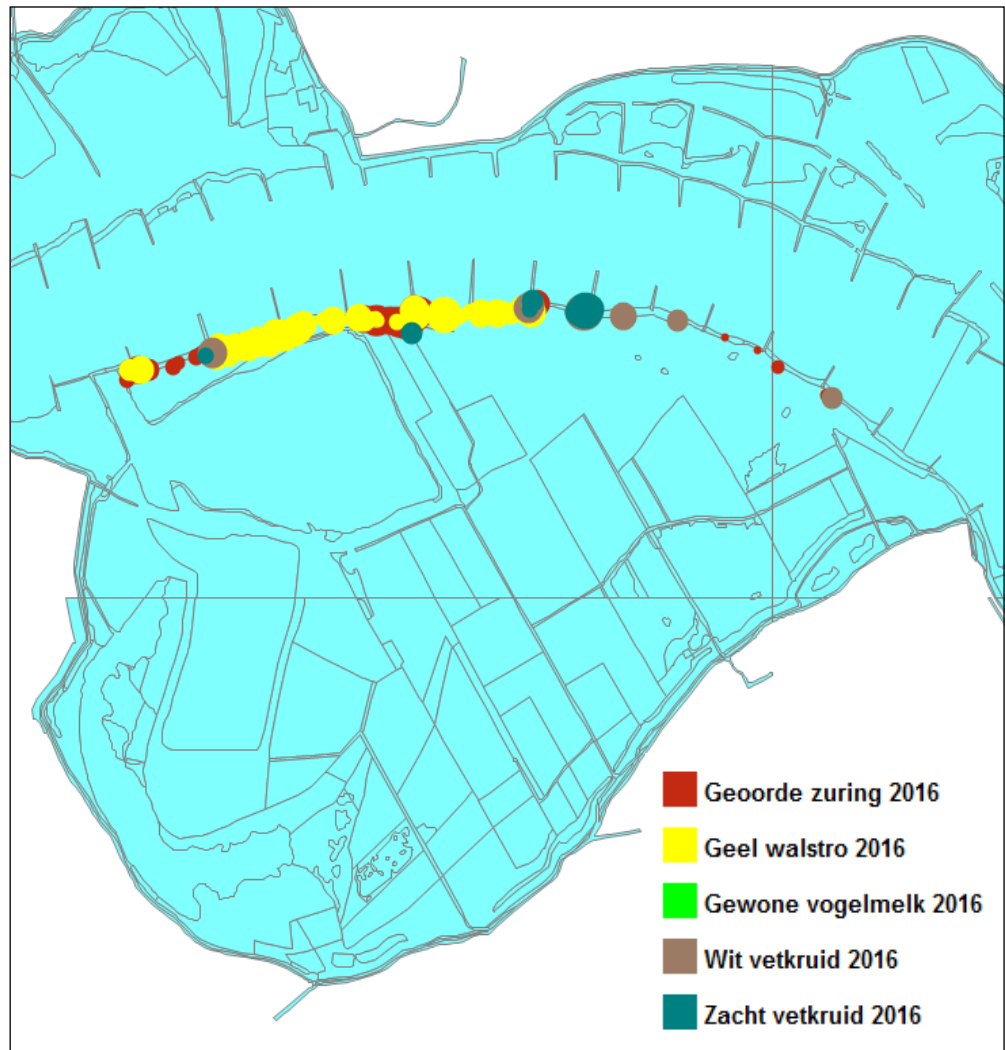 Geoorde zuring 2016
Geel walstro 2016
Gewone vogelmelk 2016
Wit vetkruid 2016
Zacht vetkruid 2016